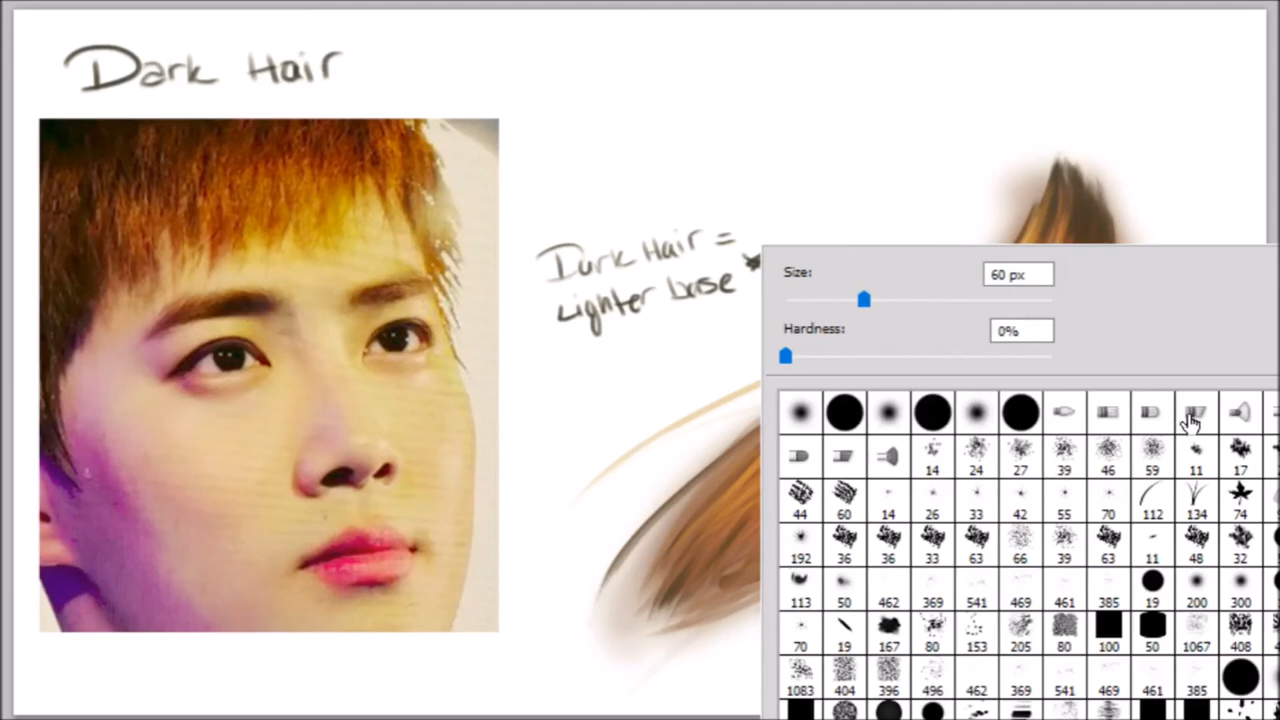 Dark Hair
Dark Hair =
Lighter base
Size:
60 px
Hardness:
0%
14 24 27 39 46 59 11 17
44 60 14 26 33 42 55 70 112 134 74
192 36 36 33 63 66 39 63 11 48 32
113 50 462 369 541 469 461 385 19 200 300
70 19 167 80 153 205 80 100 50 1067 408
1083 404 396 496 462 369 541 469 461 385